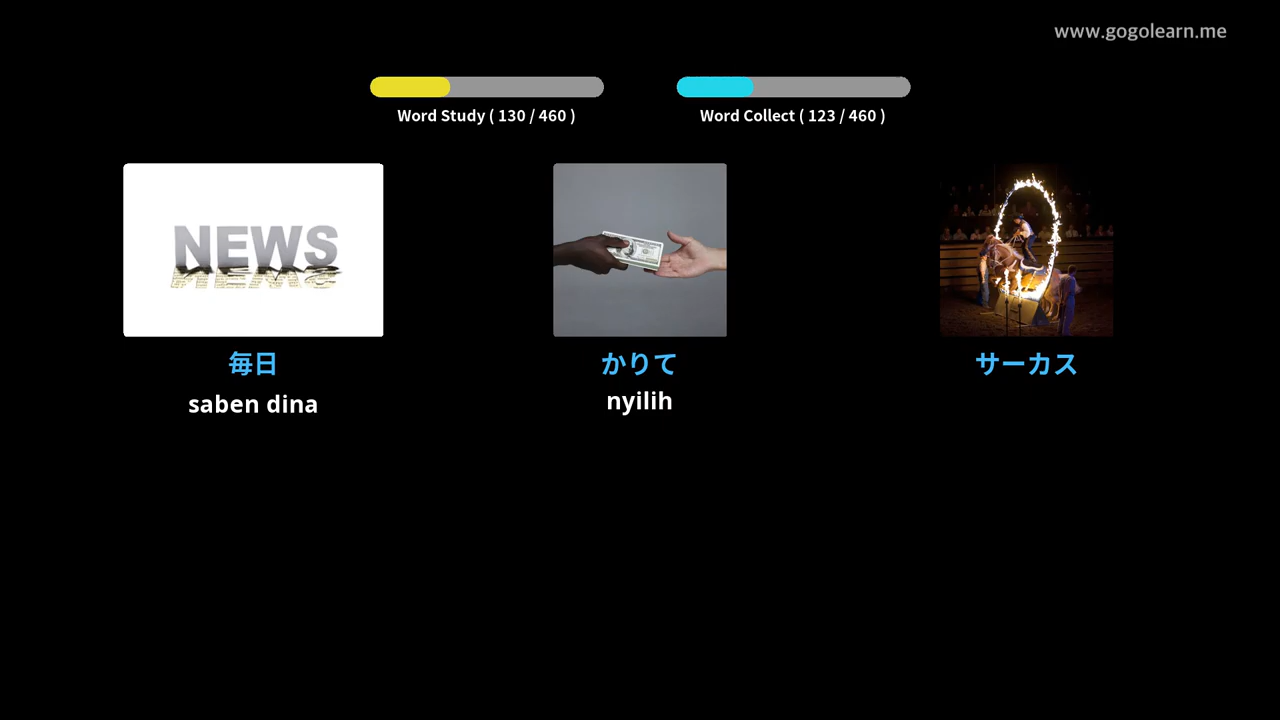 www.gogolearn.me
Word Study ( 130 / 460 )
Word Collect ( 123 / 460 )
NEWS
毎日
かりて
サーカス
saben dina
nyilih